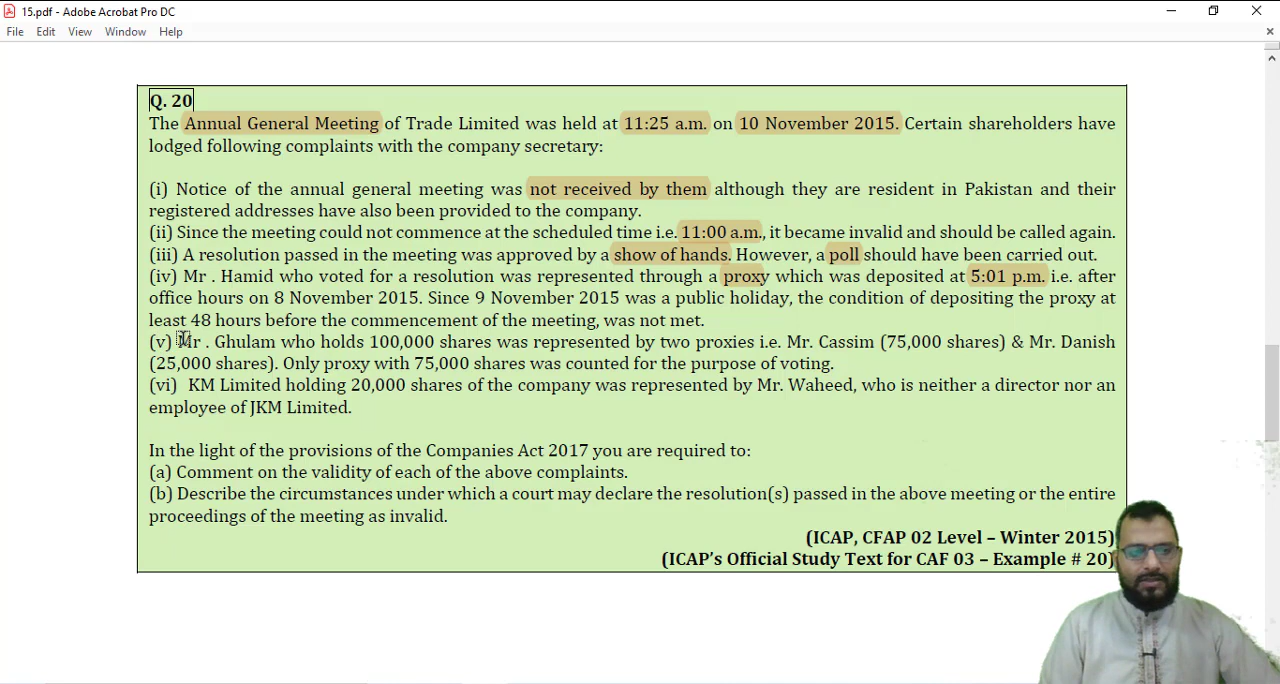 15.pdf - Adobe Acrobat Pro DC
File Edit View Window Help
Q. 20
The Annual General Meeting of Trade Limited was held at 11:25 a.m. on 10 November 2015. Certain shareholders have
lodged following complaints with the company secretary:
(i) Notice of the annual general meeting was not received by them although they are resident in Pakistan and their
registered addresses have also been provided to the company.
(ii) Since the meeting could not commence at the scheduled time i.e. 11:00 a.m., it became invalid and should be called again.
(iii) A resolution passed in the meeting was approved by a show of hands. However, a poll should have been carried out.
(iv) Mr . Hamid who voted for a resolution was represented through a proxy which was deposited at 5:01 p.m. i.e. after
office hours on 8 November 2015. Since 9 November 2015 was a public holiday, the condition of depositing the proxy at
least 48 hours before the commencement of the meeting, was not met.
(v) Mr . Ghulam who holds 100,000 shares was represented by two proxies i.e. Mr. Cassim (75,000 shares) & Mr. Danish
(25,000 shares). Only proxy with 75,000 shares was counted for the purpose of voting.
(vi) KM Limited holding 20,000 shares of the company was represented by Mr. Waheed, who is neither a director nor an
employee of JKM Limited.
In the light of the provisions of the Companies Act 2017 you are required to:
(a) Comment on the validity of each of the above complaints.
(b) Describe the circumstances under which a court may declare the resolution(s) passed in the above meeting or the entire
proceedings of the meeting as invalid.
(ICAP, CFAP 02 Level – Winter 2015)
(ICAP's Official Study Text for CAF 03 – Example # 20)